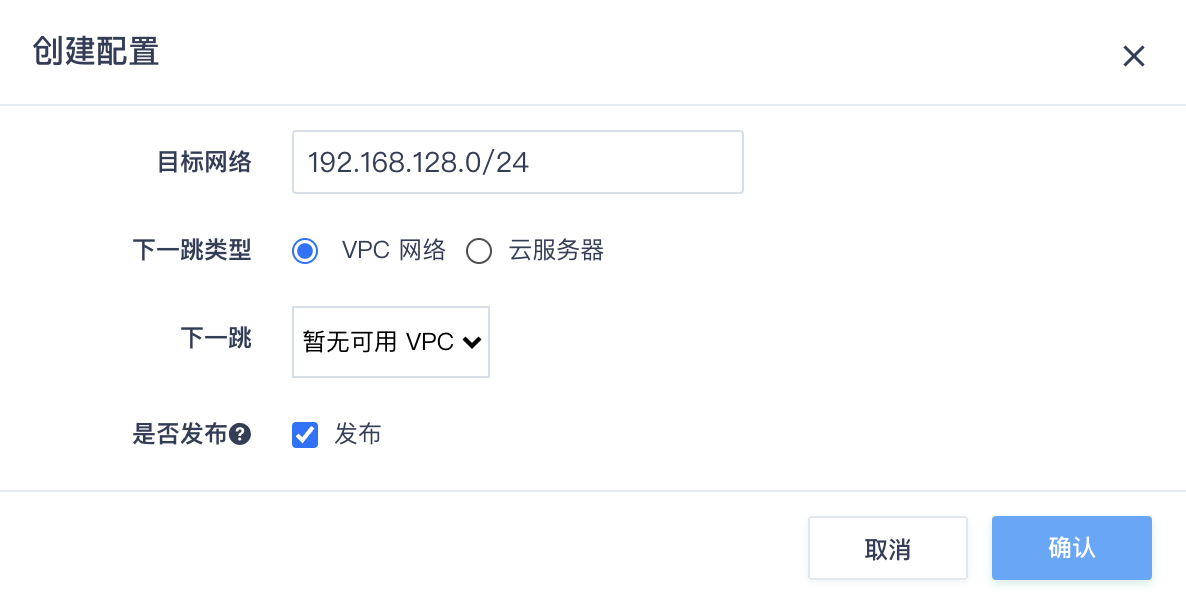 创建配置
目标网络 192.168.128.0/24
下一跳类型 VPC 网络 云服务器
下一跳 暂无可用 VPC
是否发布? 发布
取消 确认